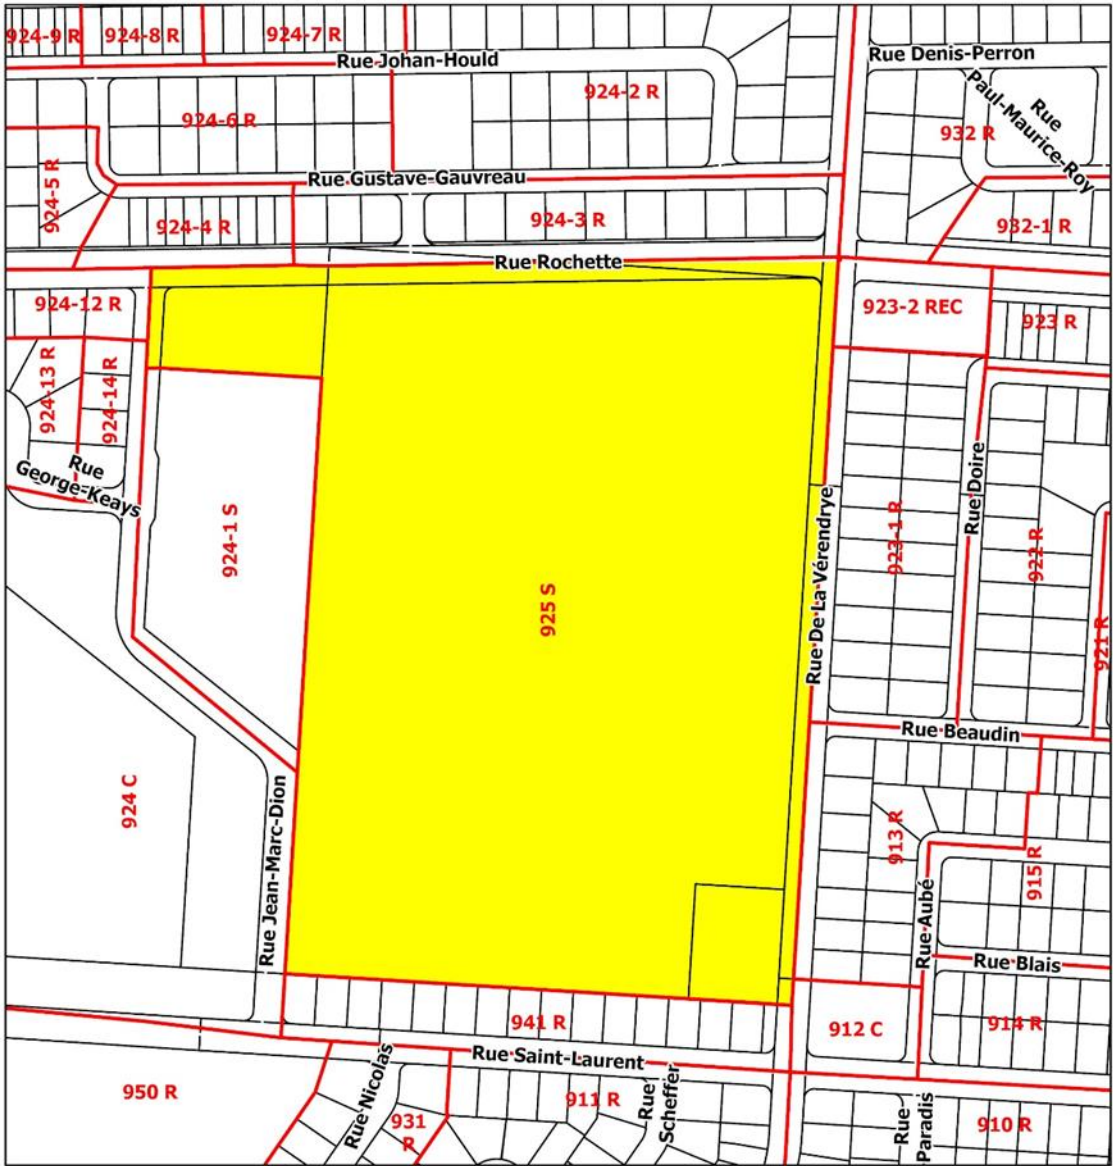 924-9 R
924-8 R
924-7 R
Rue Johan-Hould
Rue Denis-Perron
924-2 R
924-6 R
Rue
Paul-Maurice-Roy
932 R
924-5 R
Rue Gustave-Gauvreau
924-4 R
924-3 R
932-1 R
Rue Rochette
924-12 R
923-2 REC
923 R
924-13 R
924-14 R
Rue
George-Keays
Rue Doire
924-1 S
923-1 R
922 R
925 S
Rue De La Vérendrye
921 R
Rue Beaudin
924 C
913 R
915 R
Rue Jean-Marc-Dion
Rue Aubé
Rue Blais
941 R
912 C
914 R
Rue Saint-Laurent
950 R
Rue Nicolas
931
R
911 R
Rue
Scheffer
Rue
Paradis
910 R